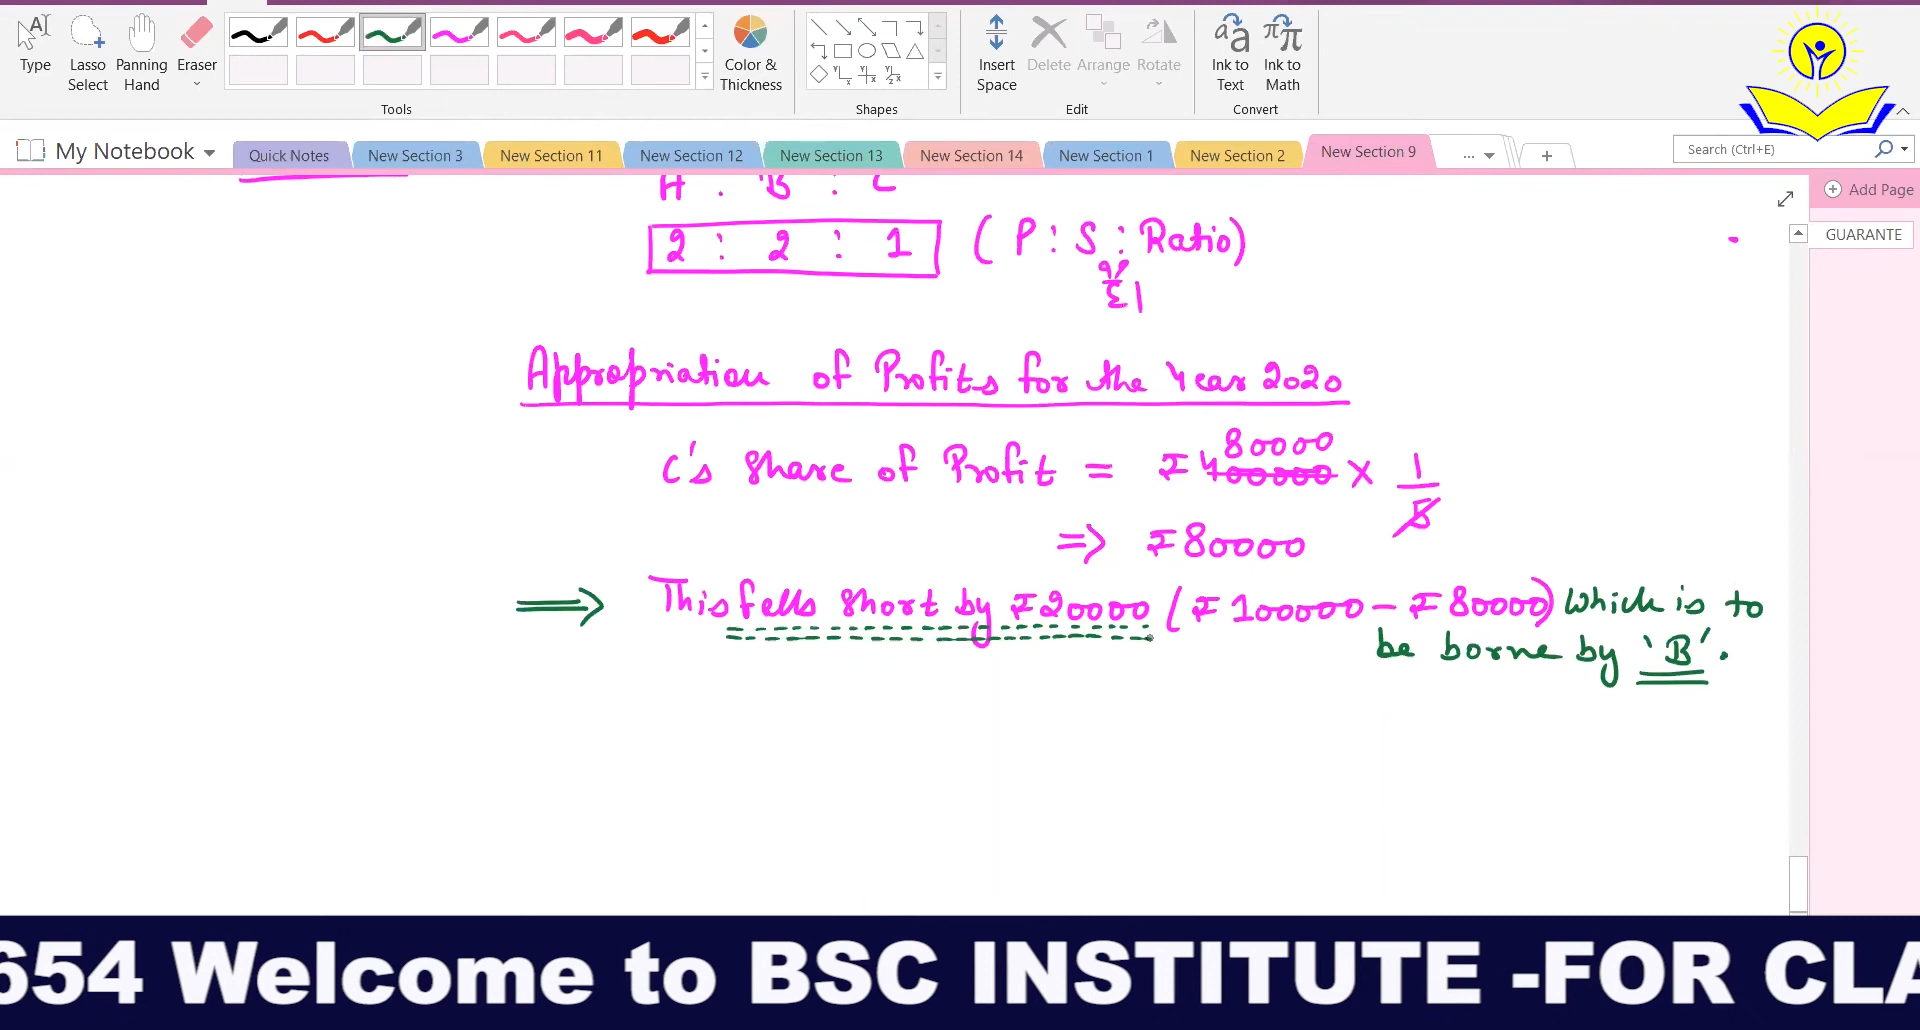 Type
Lasso Select
Panning Hand
Eraser
Color & Thickness
Insert Space
Delete
Arrange
Rotate
Ink to Text
Ink to Math
Tools
Shapes
Edit
Convert
My Notebook
Quick Notes
New Section 3
New Section 11
New Section 12
New Section 13
New Section 14
New Section 1
New Section 2
New Section 9
...
Search (Ctrl+E)
Add Page
GUARANTE
A : B : C
2 : 2 : 1 (P : S : Ratio)
Appropriation of Profits for the Year 2020
C's Share of Profit = ₹400000 × 1/5
80000
=> ₹80000
=> This fells short by ₹20000 (₹100000 - ₹80000) which is to
be borne by 'B'.
654 Welcome to BSC INSTITUTE -FOR CLA